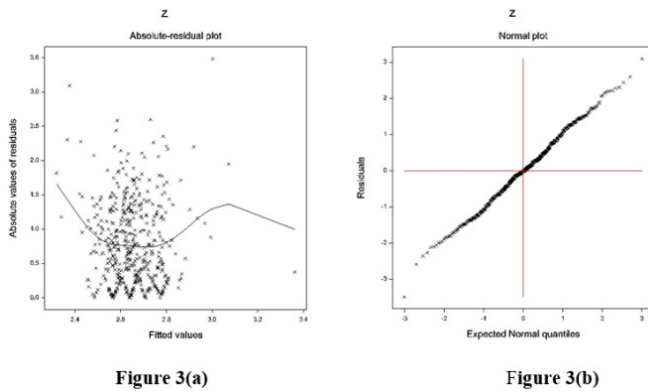 z
Absolute-residual plot
Absolute values of residuals
3.5
3.0
2.5
2.0
1.5
1.0
0.5
0.0
2.4 2.6 2.8 3.0 3.2 3.4
Fitted values
Figure 3(a)
z
Normal plot
Residuals
3
2
1
0
-1
-2
-3
-3 -2 -1 0 1 2 3
Expected Normal quantiles
Figure 3(b)